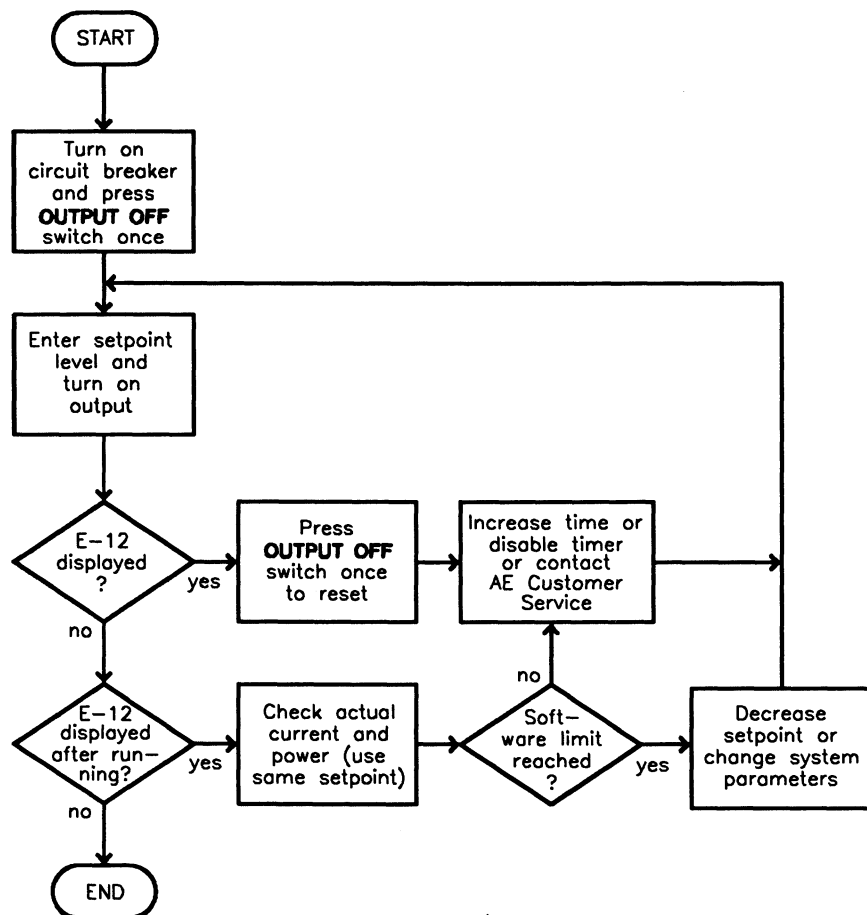 START
Turn on
circuit breaker
and press
OUTPUT OFF
switch once
Enter setpoint
level and
turn on
output
E-12
displayed
?
yes
no
Press
OUTPUT OFF
switch once
to reset
Increase time or
disable timer
or contact
AE Customer
Service
E-12
displayed
after run-
ning?
yes
no
Check actual
current and
power (use
same setpoint)
Soft-
ware limit
reached
?
no
yes
Decrease
setpoint or
change system
parameters
END